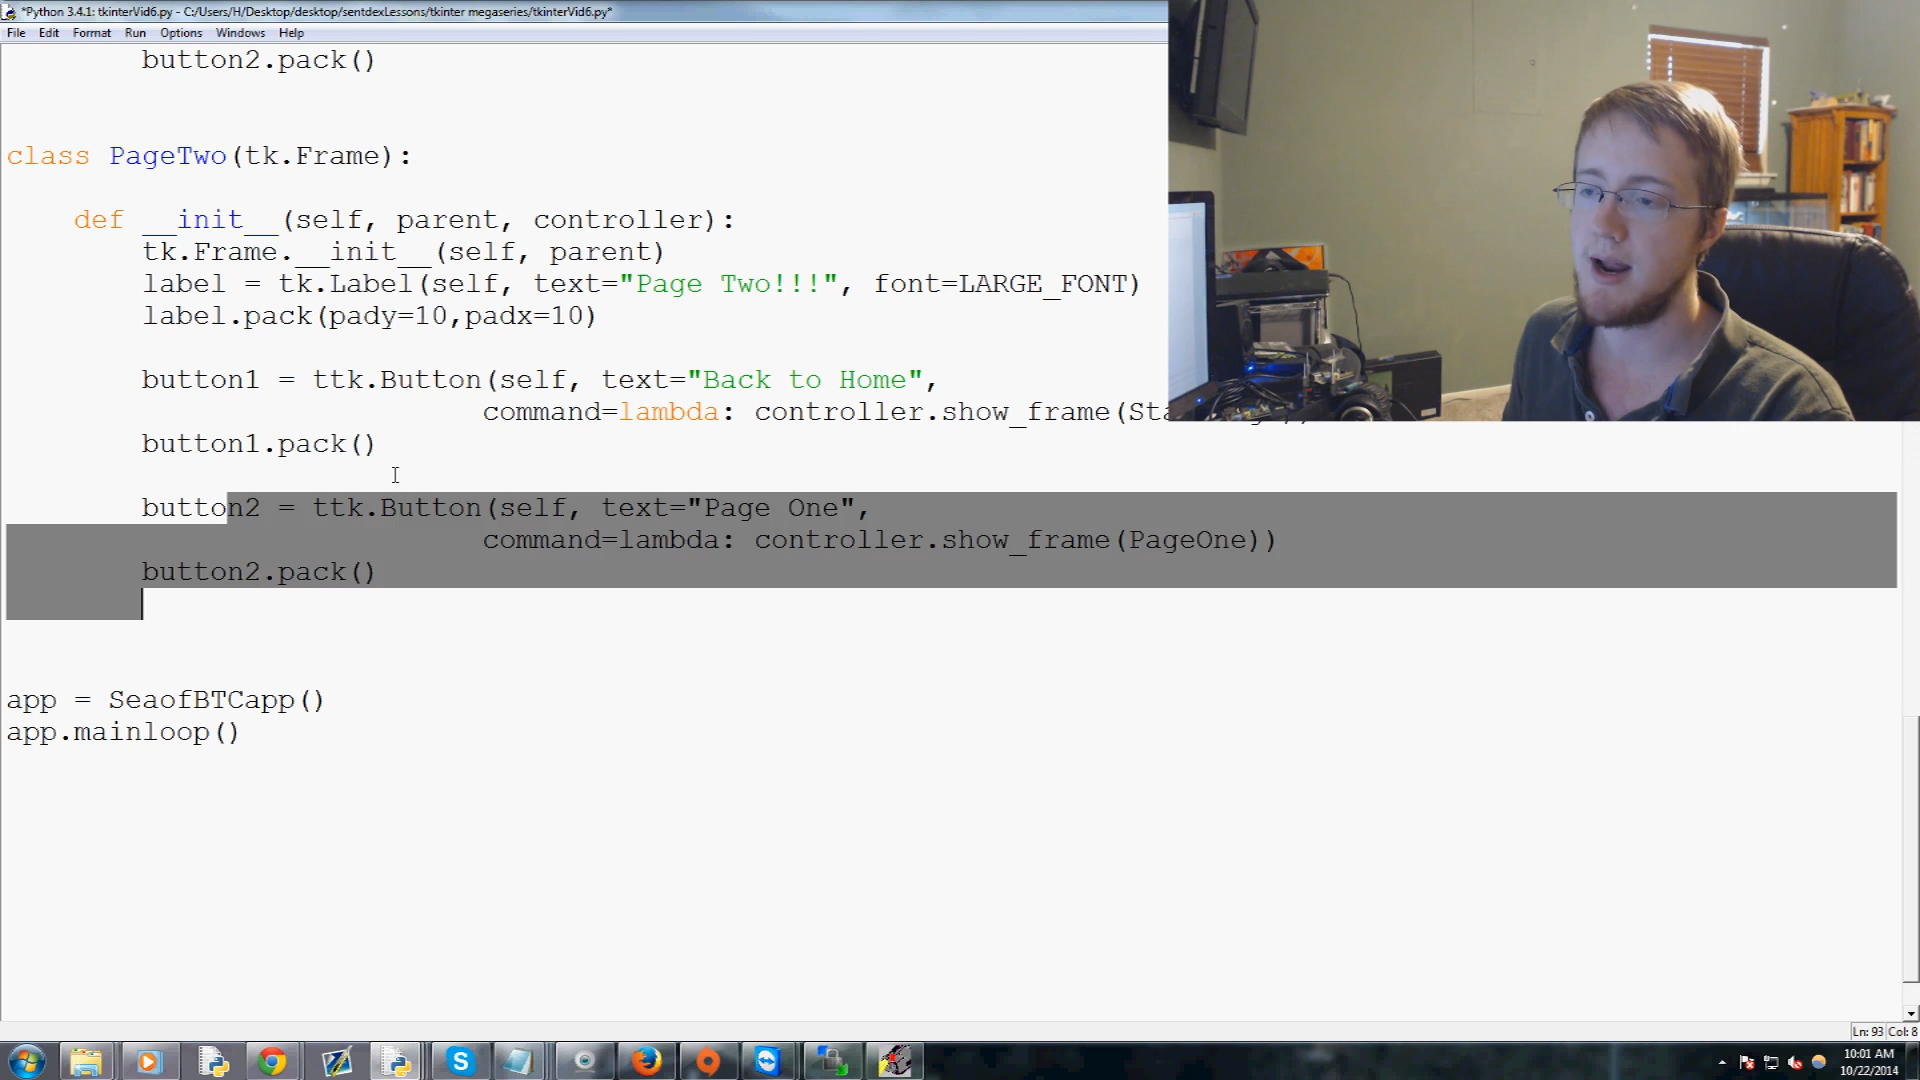 *Python 3.4.1: tkinterVid6.py - C:/Users/H/Desktop/desktop/sentdexLessons/tkinter megaseries/tkinterVid6.py*
File Edit Format Run Options Windows Help
button2.pack()
class PageTwo(tk.Frame):
def __init__(self, parent, controller):
tk.Frame.__init__(self, parent)
label = tk.Label(self, text="Page Two!!!", font=LARGE_FONT)
label.pack(pady=10,padx=10)
button1 = ttk.Button(self, text="Back to Home",
command=lambda: controller.show_frame(Sta
button1.pack()
button2 = ttk.Button(self, text="Page One",
command=lambda: controller.show_frame(PageOne))
button2.pack()
app = SeaofBTCapp()
app.mainloop()
Ln: 93 Col: 8
10:01 AM
10/22/2014